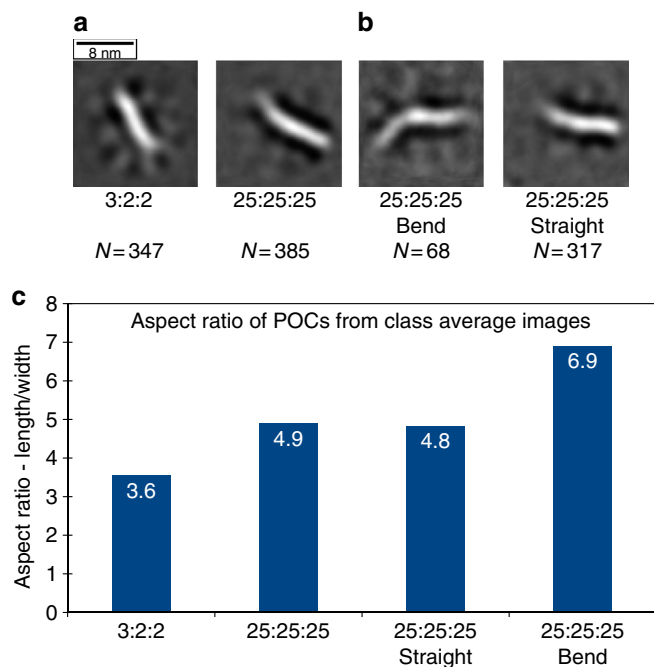 a
b
8 nm
3:2:2
25:25:25
25:25:25
25:25:25
Bend
Straight
N=347
N=385
N=68
N=317
c
Aspect ratio of POCs from class average images
Aspect ratio - length/width
8
7
6
5
4
3
2
1
0
3.6
4.9
4.8
6.9
3:2:2
25:25:25
25:25:25
25:25:25
Straight
Bend